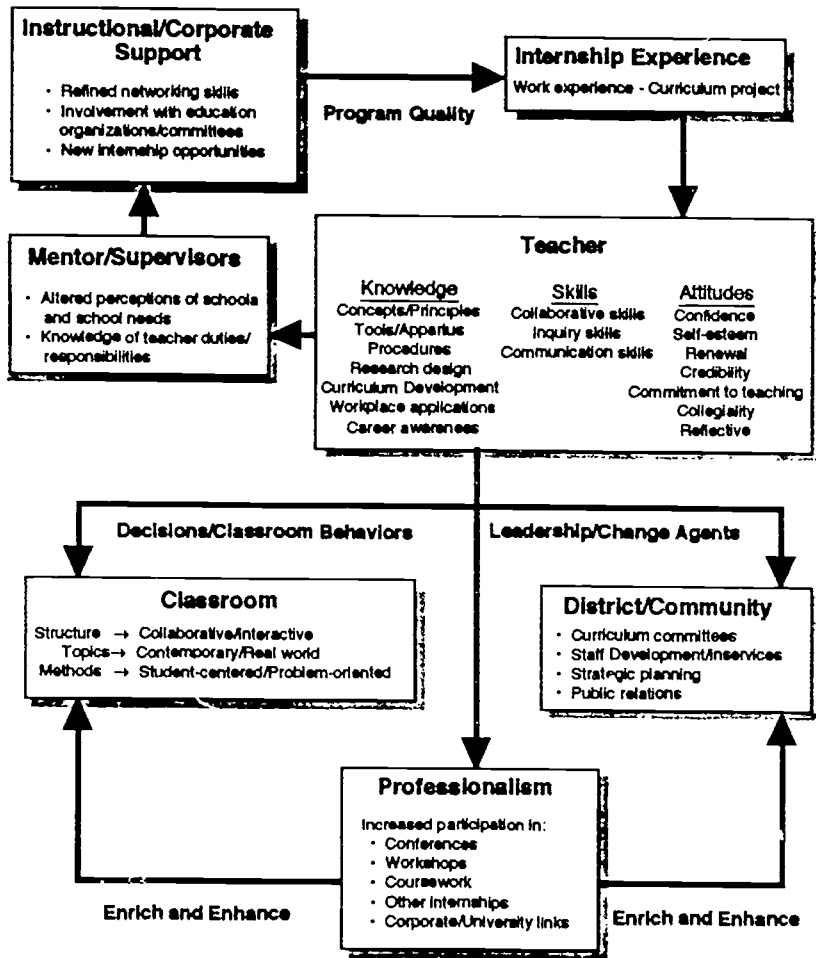 Instructional/Corporate
Support
· Refined networking skills
· Involvement with education
organizations/committees
· New internship opportunities
Program Quality
Internship Experience
Work experience - Curriculum project
Mentor/Supervisors
· Altered perceptions of schools
and school needs
· Knowledge of teacher duties/
responsibilities
Teacher
Knowledge
Concepts/Principles
Tools/Appartus
Procedures
Research design
Curriculum Development
Workplace applications
Career awareness
Skills
Collaborative skills
Inquiry skills
Communication skills
Attitudes
Confidence
Self-esteem
Renewal
Credibility
Commitment to teaching
Collegiality
Reflective
Decisions/Classroom Behaviors
Leadership/Change Agents
Classroom
Structure → Collaborative/Interactive
Topics → Contemporary/Real world
Methods → Student-centered/Problem-oriented
District/Community
· Curriculum committees
· Staff Development/Inservices
· Strategic planning
· Public relations
Professionalism
Increased participation in:
· Conferences
· Workshops
· Coursework
· Other internships
· Corporate/University links
Enrich and Enhance
Enrich and Enhance